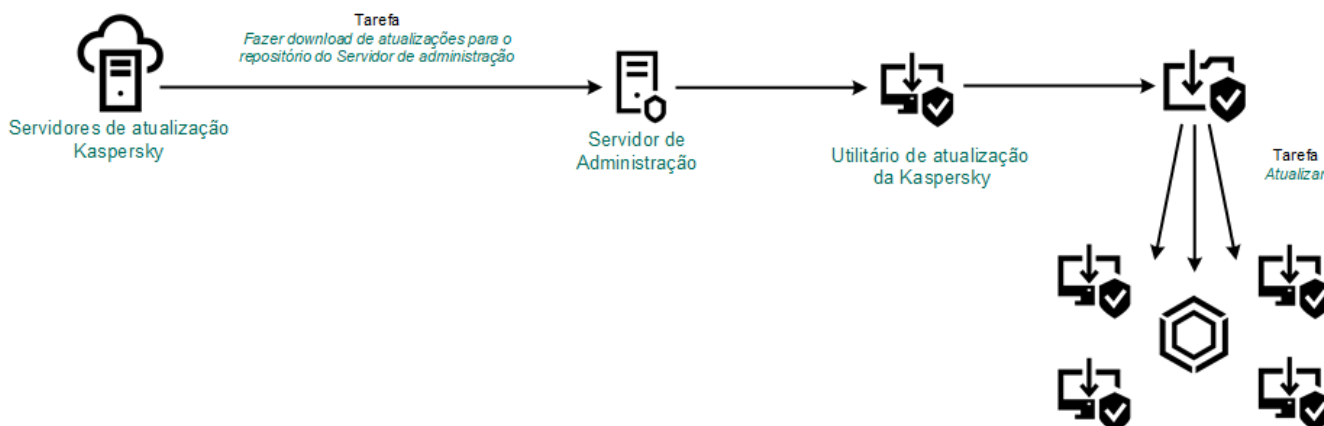 Tarefa
Fazer download de atualizações para o
repositório do Servidor de administração
Servidores de atualização
Kaspersky
Servidor de
Administração
Utilitário de atualização
da Kaspersky
Tarefa
Atualizar